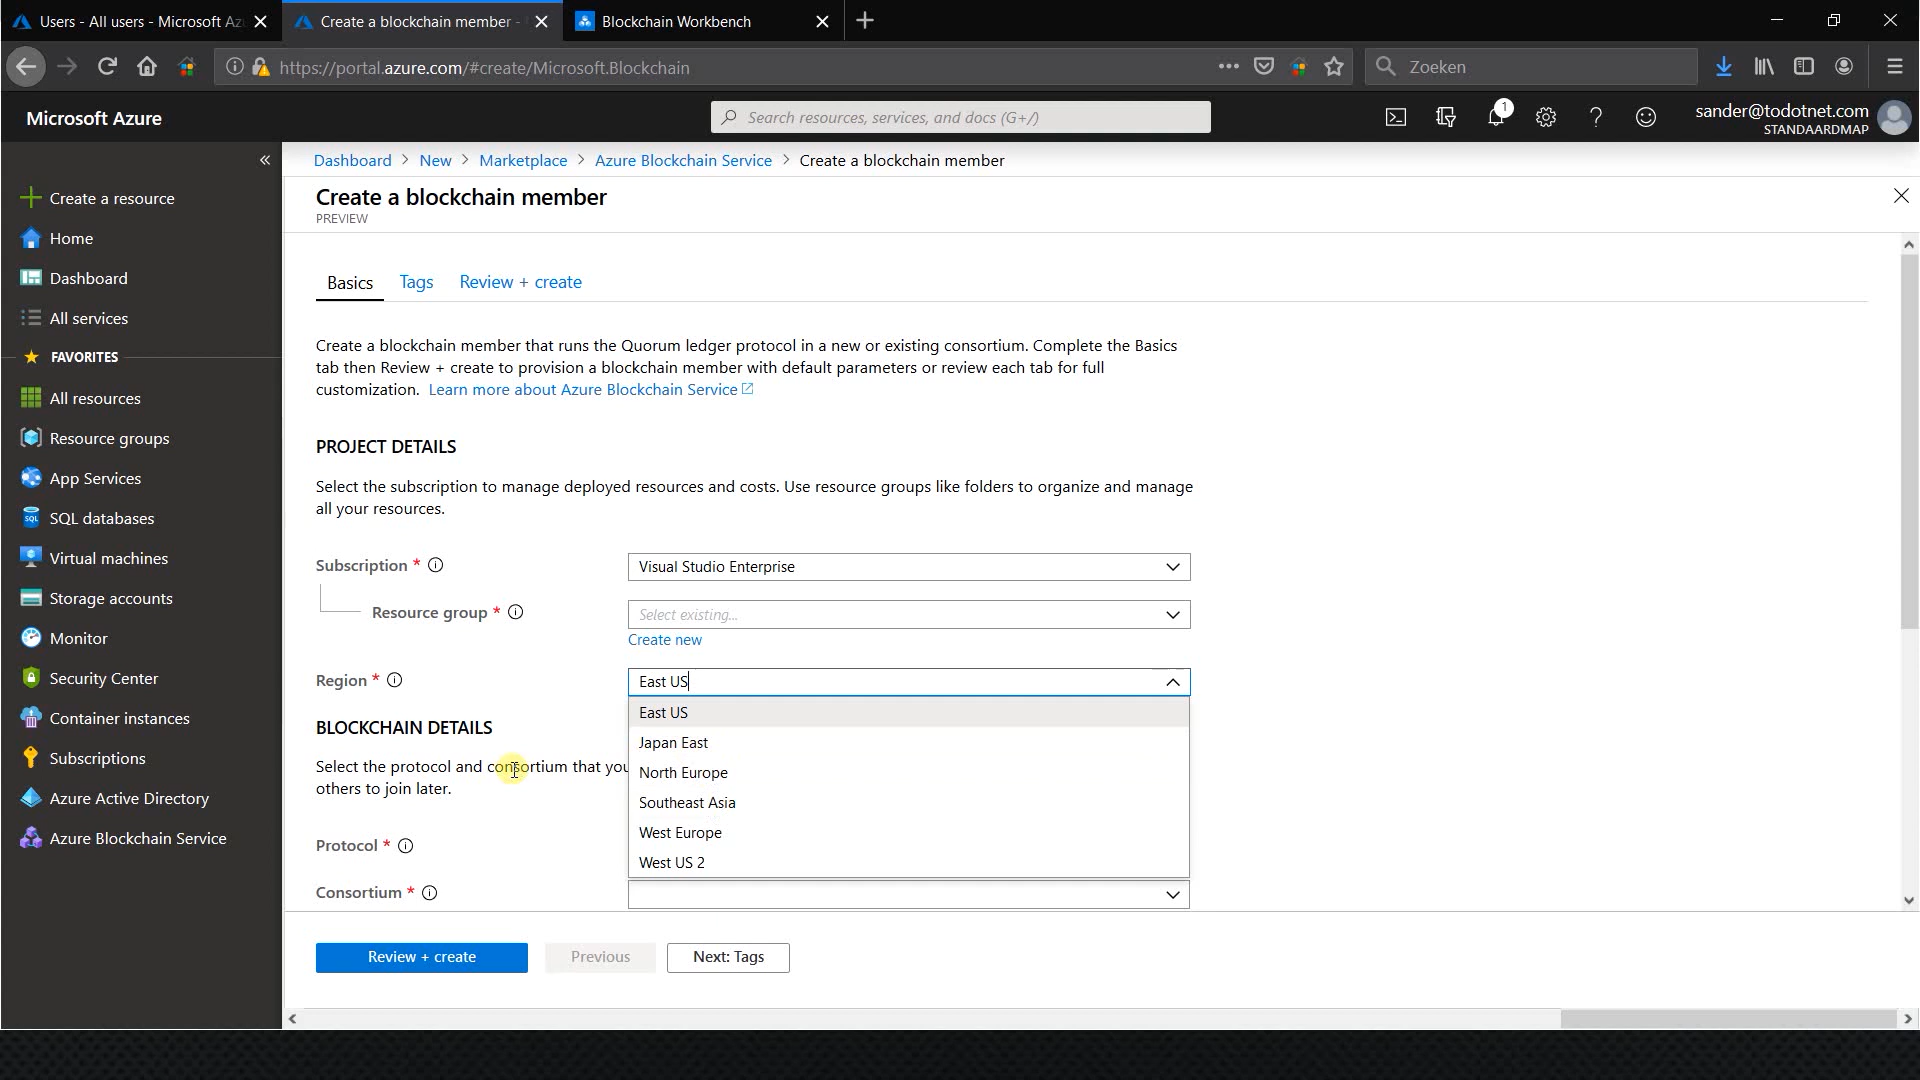 Users - All users - Microsoft Az
Create a blockchain member -
Blockchain Workbench
https://portal.azure.com/#create/Microsoft.Blockchain
Zoeken
Microsoft Azure
Search resources, services, and docs (G+/)
1
sander@todotnet.com
STANDAARDMAP
Dashboard > New > Marketplace > Azure Blockchain Service > Create a blockchain member
Create a blockchain member
PREVIEW
Create a resource
Home
Dashboard
All services
FAVORITES
All resources
Resource groups
App Services
SQL databases
Virtual machines
Storage accounts
Monitor
Security Center
Container instances
Subscriptions
Azure Active Directory
Azure Blockchain Service
Basics Tags Review + create
Create a blockchain member that runs the Quorum ledger protocol in a new or existing consortium. Complete the Basics
tab then Review + create to provision a blockchain member with default parameters or review each tab for full
customization. Learn more about Azure Blockchain Service
PROJECT DETAILS
Select the subscription to manage deployed resources and costs. Use resource groups like folders to organize and manage
all your resources.
Subscription * Visual Studio Enterprise
Resource group * Select existing...
Create new
Region * East US
East US
Japan East
North Europe
Southeast Asia
West Europe
West US 2
BLOCKCHAIN DETAILS
Select the protocol and consortium that you
others to join later.
Protocol *
Consortium *
Review + create
Previous
Next: Tags